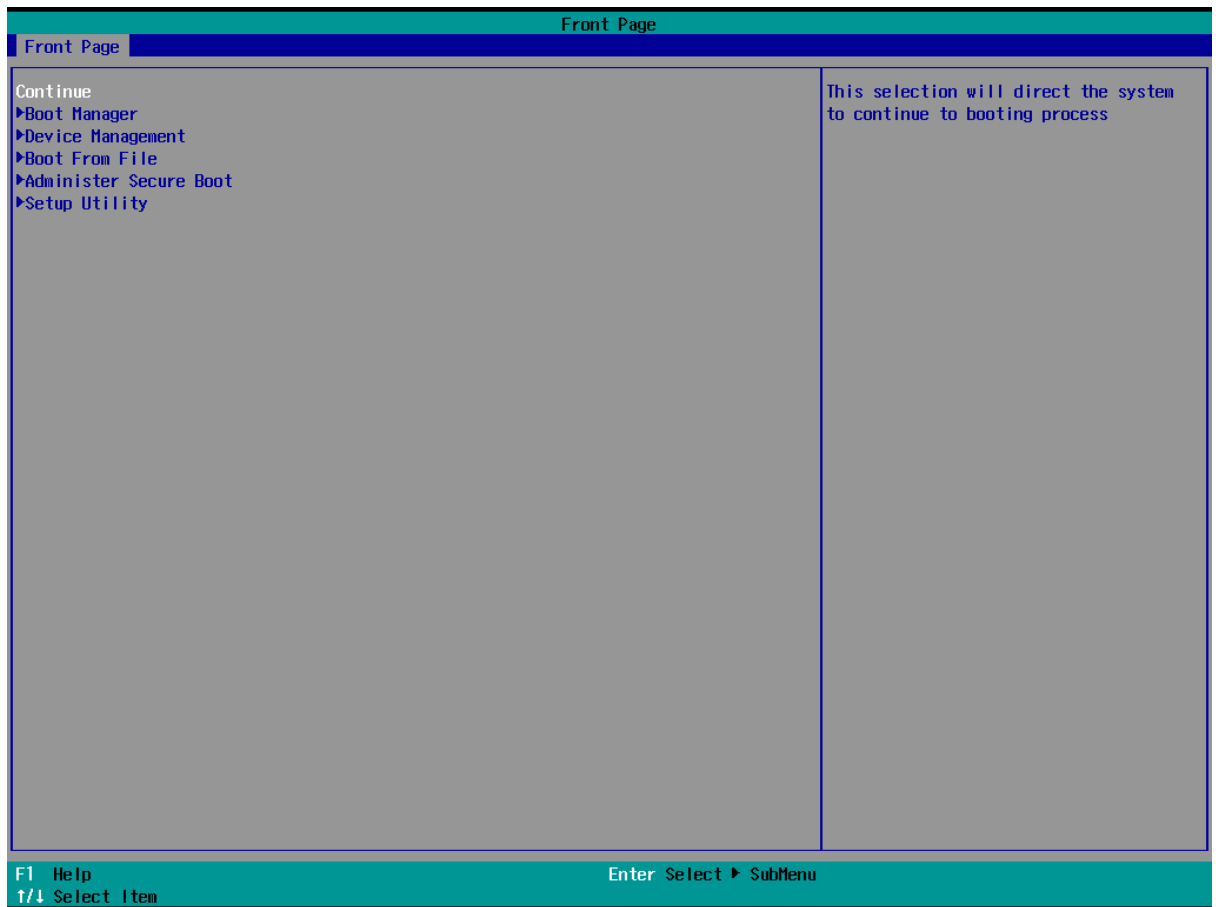 Front Page
Front Page
Continue
▶Boot Manager
▶Device Management
▶Boot From File
▶Administer Secure Boot
▶Setup Utility
This selection will direct the system
to continue to booting process
F1 Help
↑/↓ Select Item
Enter Select ▶ SubMenu